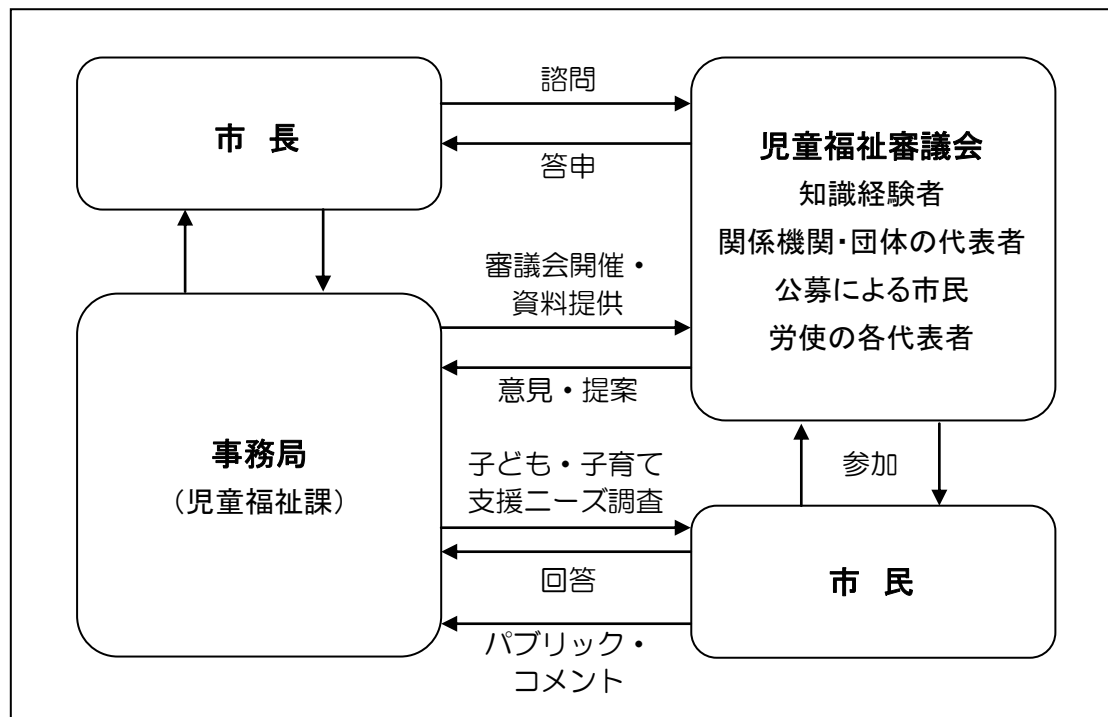 市 長
諮問
答申
児童福祉審議会
知識経験者
関係機関・団体の代表者
公募による市民
労使の各代表者
審議会開催・
資料提供
意見・提案
事務局
（児童福祉課）
子ども・子育て
支援ニーズ調査
回答
パブリック・
コメント
参加
市 民